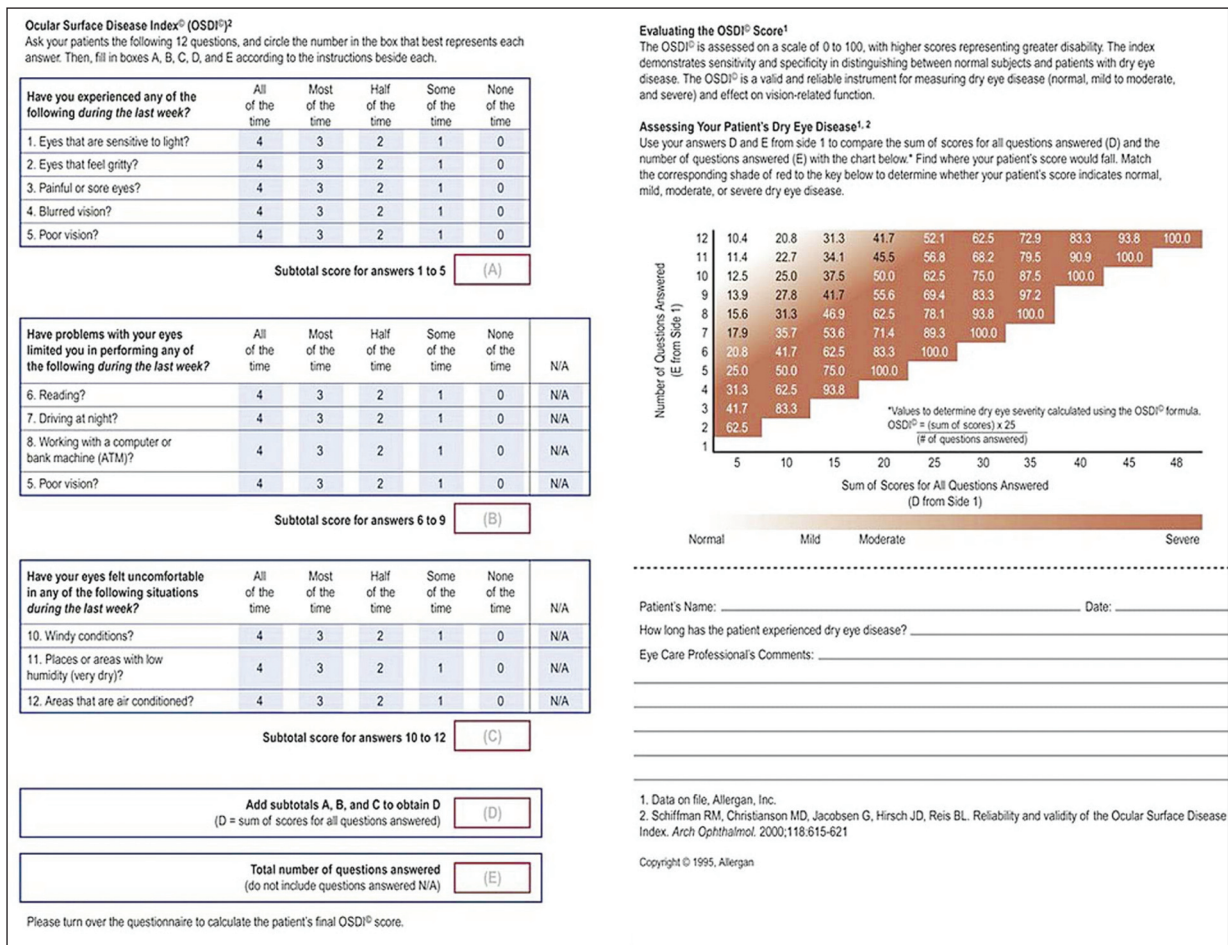 Ocular Surface Disease Index© (OSDI©)²
Ask your patients the following 12 questions, and circle the number in the box that best represents each
answer. Then, fill in boxes A, B, C, D, and E according to the instructions beside each.
Have you experienced any of the following during the last week? All of the time Most of the time Half of the time Some of the time None of the time
1. Eyes that are sensitive to light? 4 3 2 1 0
2. Eyes that feel gritty? 4 3 2 1 0
3. Painful or sore eyes? 4 3 2 1 0
4. Blurred vision? 4 3 2 1 0
5. Poor vision? 4 3 2 1 0
Subtotal score for answers 1 to 5 (A)
Have problems with your eyes limited you in performing any of the following during the last week? All of the time Most of the time Half of the time Some of the time None of the time N/A
6. Reading? 4 3 2 1 0 N/A
7. Driving at night? 4 3 2 1 0 N/A
8. Working with a computer or bank machine (ATM)? 4 3 2 1 0 N/A
5. Poor vision? 4 3 2 1 0 N/A
Subtotal score for answers 6 to 9 (B)
Have your eyes felt uncomfortable in any of the following situations during the last week? All of the time Most of the time Half of the time Some of the time None of the time N/A
10. Windy conditions? 4 3 2 1 0 N/A
11. Places or areas with low humidity (very dry)? 4 3 2 1 0 N/A
12. Areas that are air conditioned? 4 3 2 1 0 N/A
Subtotal score for answers 10 to 12 (C)
Add subtotals A, B, and C to obtain D
(D = sum of scores for all questions answered) (D)
Total number of questions answered
(do not include questions answered N/A) (E)
Please turn over the questionnaire to calculate the patient's final OSDI© score.
Evaluating the OSDI© Score¹
The OSDI© is assessed on a scale of 0 to 100, with higher scores representing greater disability. The index
demonstrates sensitivity and specificity in distinguishing between normal subjects and patients with dry eye
disease. The OSDI© is a valid and reliable instrument for measuring dry eye disease (normal, mild to moderate,
and severe) and effect on vision-related function.
Assessing Your Patient's Dry Eye Disease¹, ²
Use your answers D and E from side 1 to compare the sum of scores for all questions answered (D) and the
number of questions answered (E) with the chart below.* Find where your patient's score would fall. Match
the corresponding shade of red to the key below to determine whether your patient's score indicates normal,
mild, moderate, or severe dry eye disease.
Number of Questions Answered
(E from Side 1)
12 10.4 20.8 31.3 41.7 52.1 62.5 72.9 83.3 93.8 100.0
11 11.4 22.7 34.1 45.5 56.8 68.2 79.5 90.9 100.0
10 12.5 25.0 37.5 50.0 62.5 75.0 87.5 100.0
9 13.9 27.8 41.7 55.6 69.4 83.3 97.2
8 15.6 31.3 46.9 62.5 78.1 93.8 100.0
7 17.9 35.7 53.6 71.4 89.3 100.0
6 20.8 41.7 62.5 83.3 100.0
5 25.0 50.0 75.0 100.0
4 31.3 62.5 93.8
3 41.7 83.3
2 62.5
1
*Values to determine dry eye severity calculated using the OSDI© formula.
OSDI© = (sum of scores) x 25
(# of questions answered)
5 10 15 20 25 30 35 40 45 48
Sum of Scores for All Questions Answered
(D from Side 1)
Normal Mild Moderate Severe
Patient's Name: Date:
How long has the patient experienced dry eye disease?
Eye Care Professional's Comments:
1. Data on file, Allergan, Inc.
2. Schiffman RM, Christianson MD, Jacobsen G, Hirsch JD, Reis BL. Reliability and validity of the Ocular Surface Disease
Index. Arch Ophthalmol. 2000;118:615-621
Copyright © 1995, Allergan